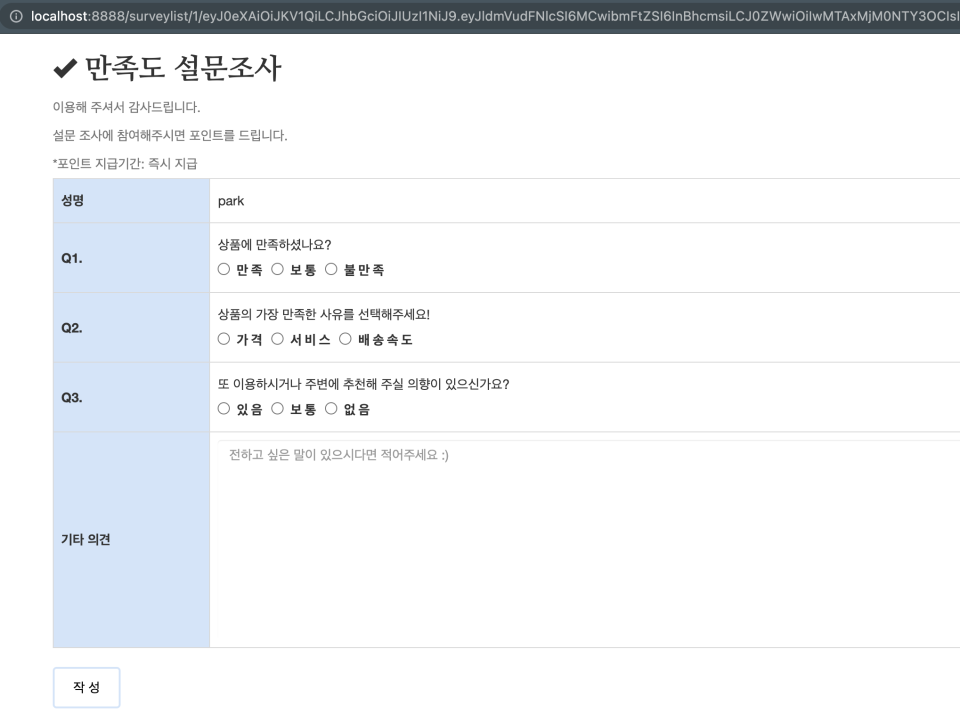 localhost:8888/surveylist/1/eyJ0eXAiOiJKV1QiLCJhbGciOiJIUzI1NiJ9.eyJldmVudFNlcSI6MCwibmFtZSI6InBhcmsiLCJ0ZWwiOiIwMTAxMjM0NTY3OCIsI
만족도 설문조사
이용해 주셔서 감사드립니다.
설문 조사에 참여해주시면 포인트를 드립니다.
*포인트 지급기간: 즉시 지급
성명 park
Q1. 상품에 만족하셨나요?
만족 보통 불만족
Q2. 상품의 가장 만족한 사유를 선택해주세요!
가격 서비스 배송속도
Q3. 또 이용하시거나 주변에 추천해 주실 의향이 있으신가요?
있음 보통 없음
기타 의견 전하고 싶은 말이 있으시다면 적어주세요 :)
작성